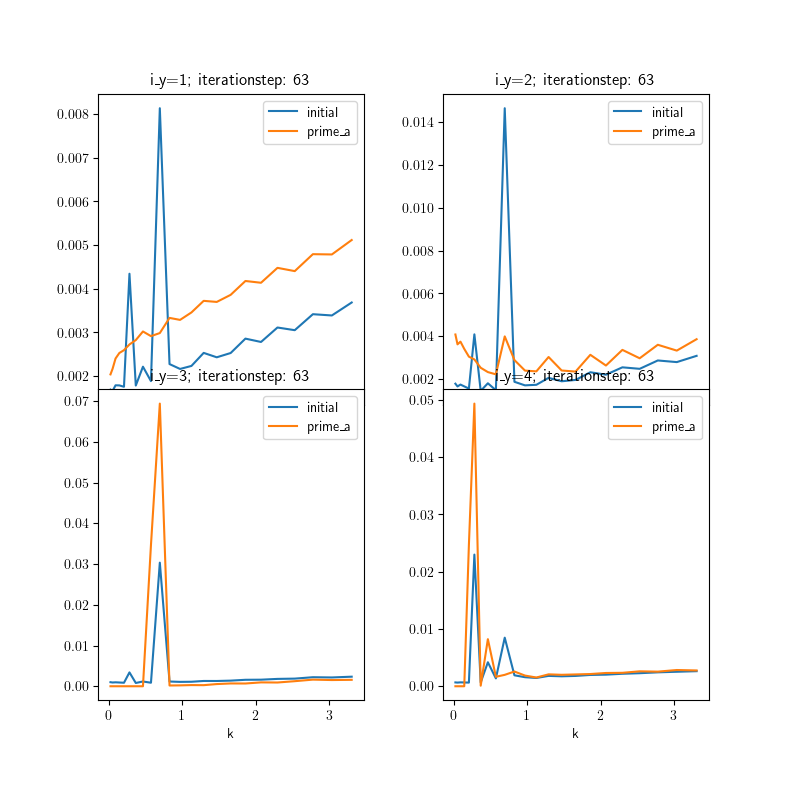 i_y=1; iterationstep: 63
0.008
0.007
0.006
0.005
0.004
0.003
0.002
initial
prime_a
i_y=2; iterationstep: 63
0.014
0.012
0.010
0.008
0.006
0.004
0.002
initial
prime_a
i_y=3; iterationstep: 63
0.07
0.06
0.05
0.04
0.03
0.02
0.01
0.00
initial
prime_a
0
1
2
3
k
i_y=4; iterationstep: 63
0.05
0.04
0.03
0.02
0.01
0.00
initial
prime_a
0
1
2
3
k